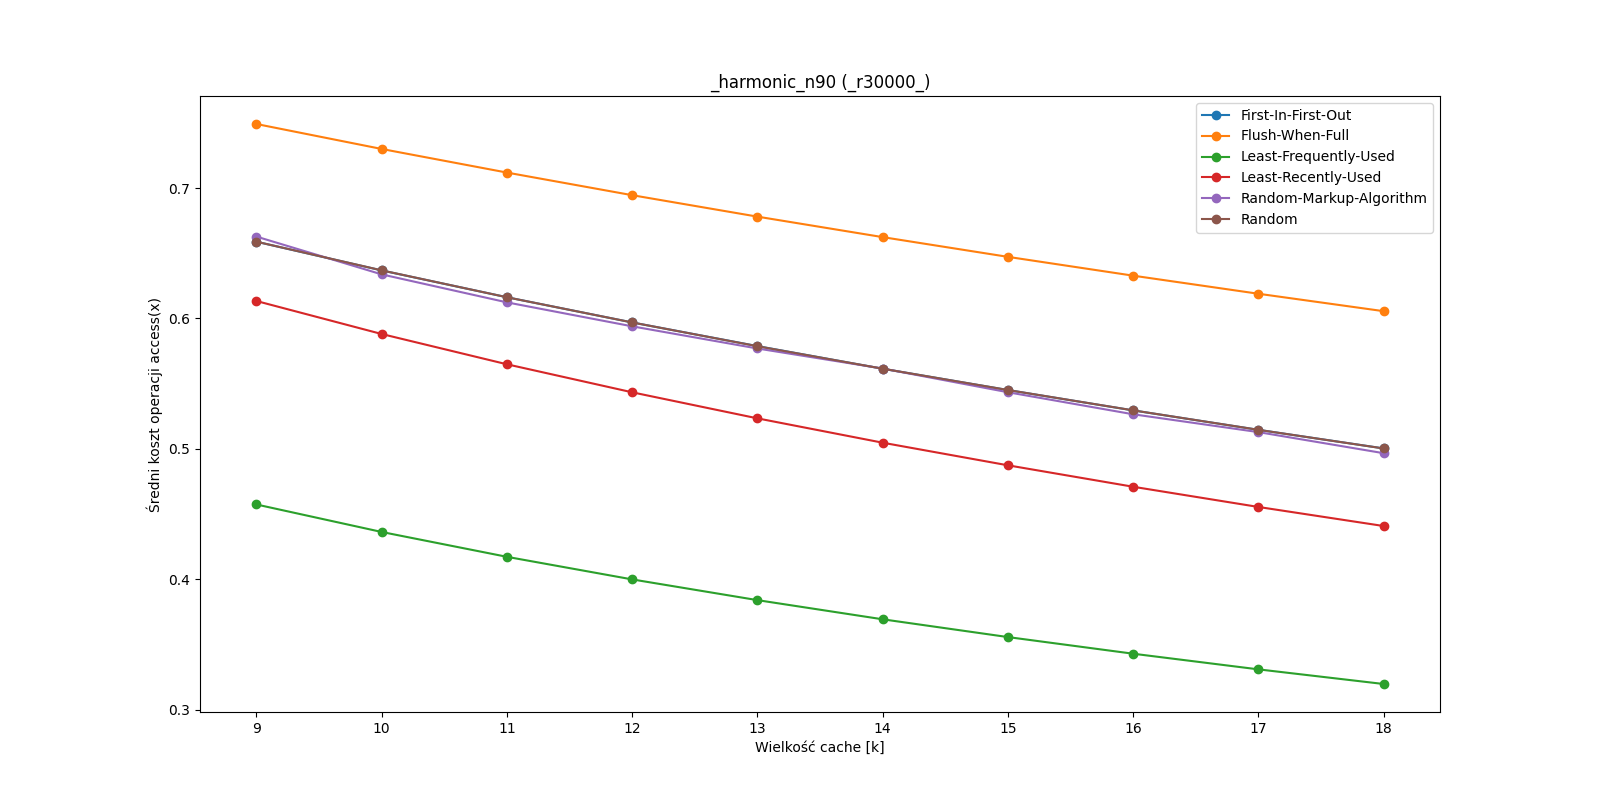 _harmonic_n90 (_r30000_)
First-In-First-Out
Flush-When-Full
Least-Frequently-Used
Least-Recently-Used
Random-Markup-Algorithm
Random
Średni koszt operacji access(x)
0.7
0.6
0.5
0.4
0.3
9 10 11 12 13 14 15 16 17 18
Wielkość cache [k]